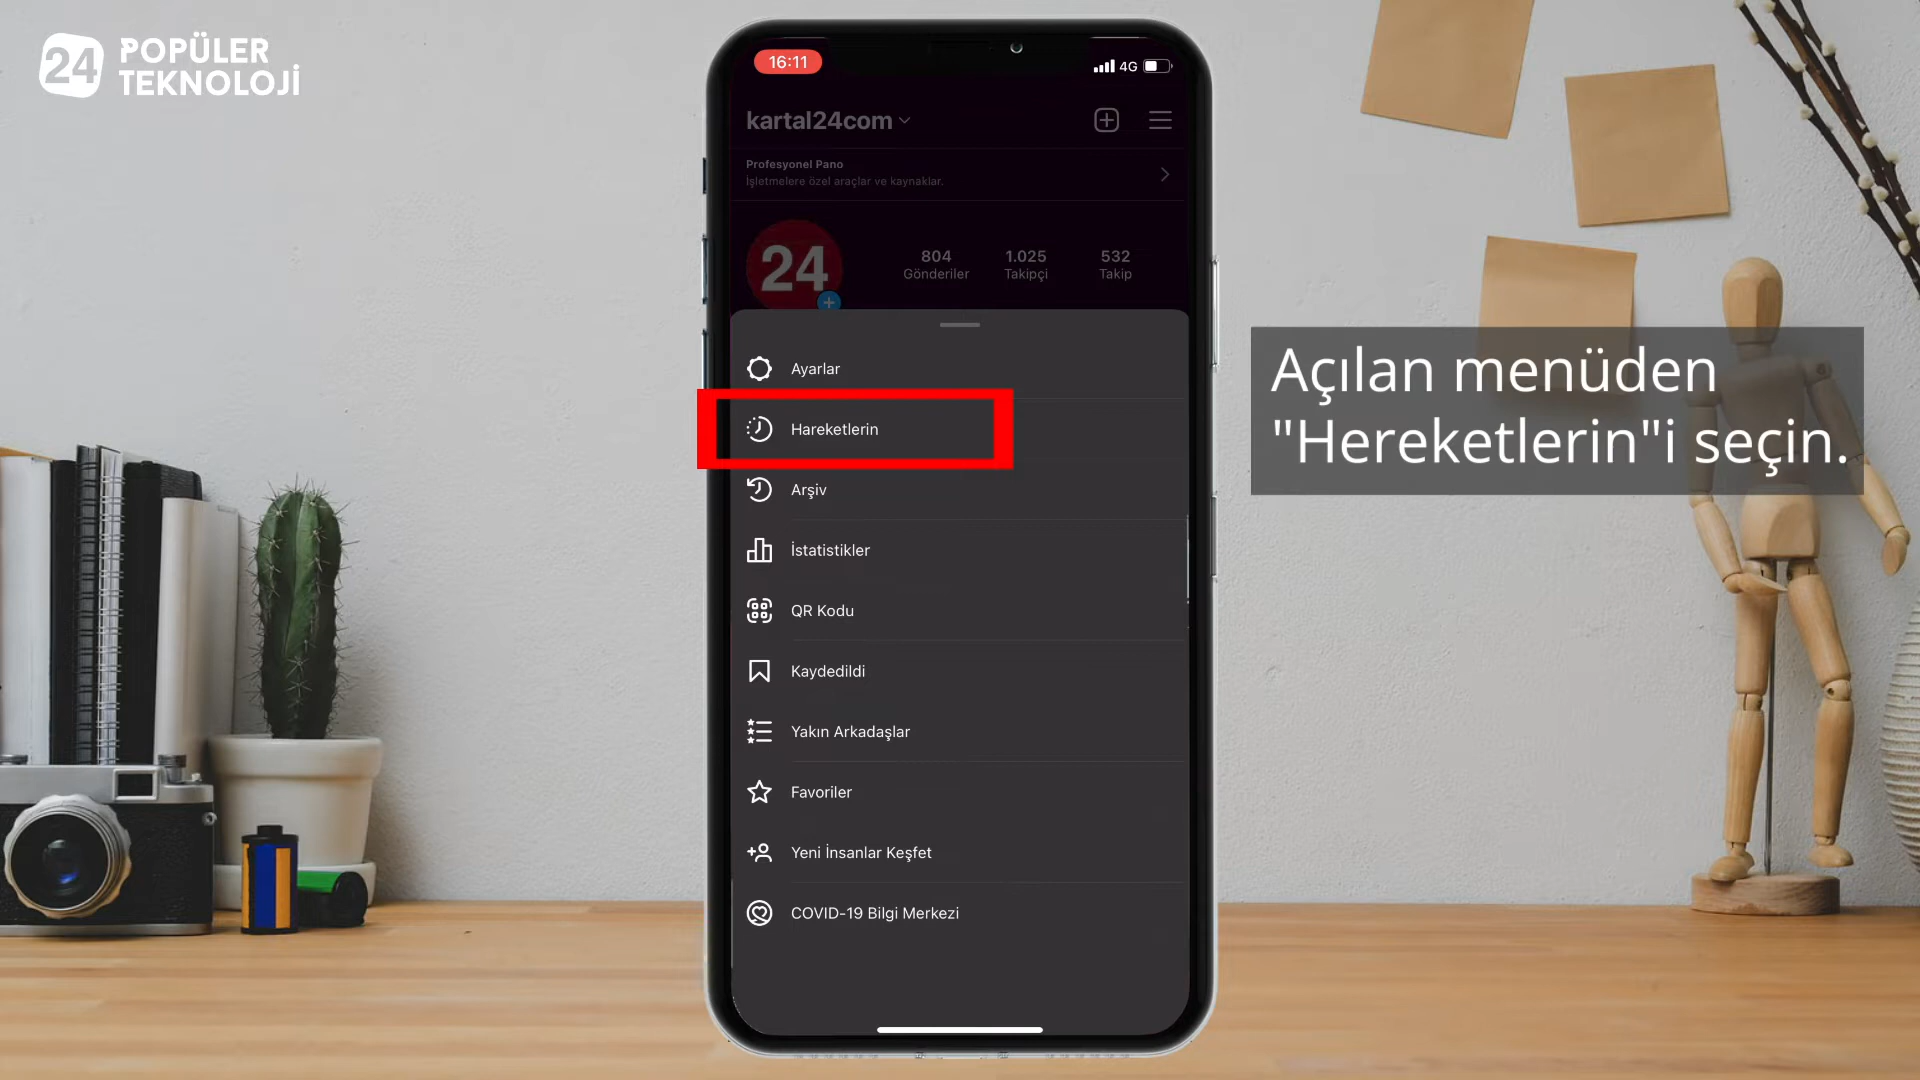 24 POPÜLER
TEKNOLOJİ
16:11
4G
kartal24com
Profesyonel Pano
İşletmelere özel araçlar ve kaynaklar.
24
804
Gönderiler
1.025
Takipçi
532
Takip
Ayarlar
Hareketlerin
Arşiv
İstatistikler
QR Kodu
Kaydedildi
Yakın Arkadaşlar
Favoriler
Yeni İnsanlar Keşfet
COVID-19 Bilgi Merkezi
Açılan menüden
"Hereketlerin"i seçin.